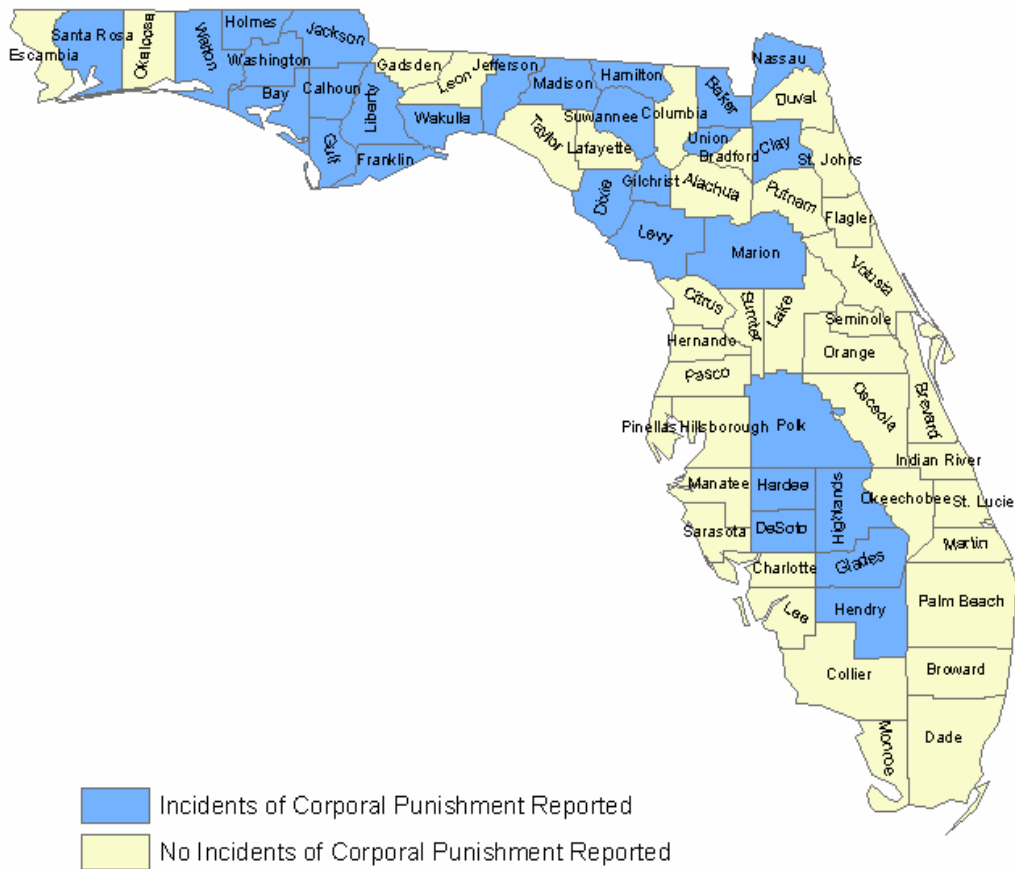 Holmes
Santa Rosa
Jackson
Escambia
Okaloosa
Walton
Washington
Bay
Calhoun
Gadsden
Leon
Jefferson
Liberty
Wakulla
Gulf
Franklin
Madison
Hamilton
Suwannee
Taylor
Lafayette
Columbia
Baker
Nassau
Duval
Union
Bradford
Clay
St. Johns
Dixie
Gilchrist
Alachua
Putnam
Flagler
Levy
Marion
Volusia
Citrus
Sumter
Lake
Seminole
Hernando
Orange
Pasco
Osceola
Brevard
Pinellas
Hillsborough
Polk
Indian River
Manatee
Hardee
Highlands
Okeechobee
St. Lucie
Sarasota
DeSoto
Martin
Charlotte
Glades
Lee
Hendry
Palm Beach
Collier
Broward
Monroe
Dade
Incidents of Corporal Punishment Reported
No Incidents of Corporal Punishment Reported